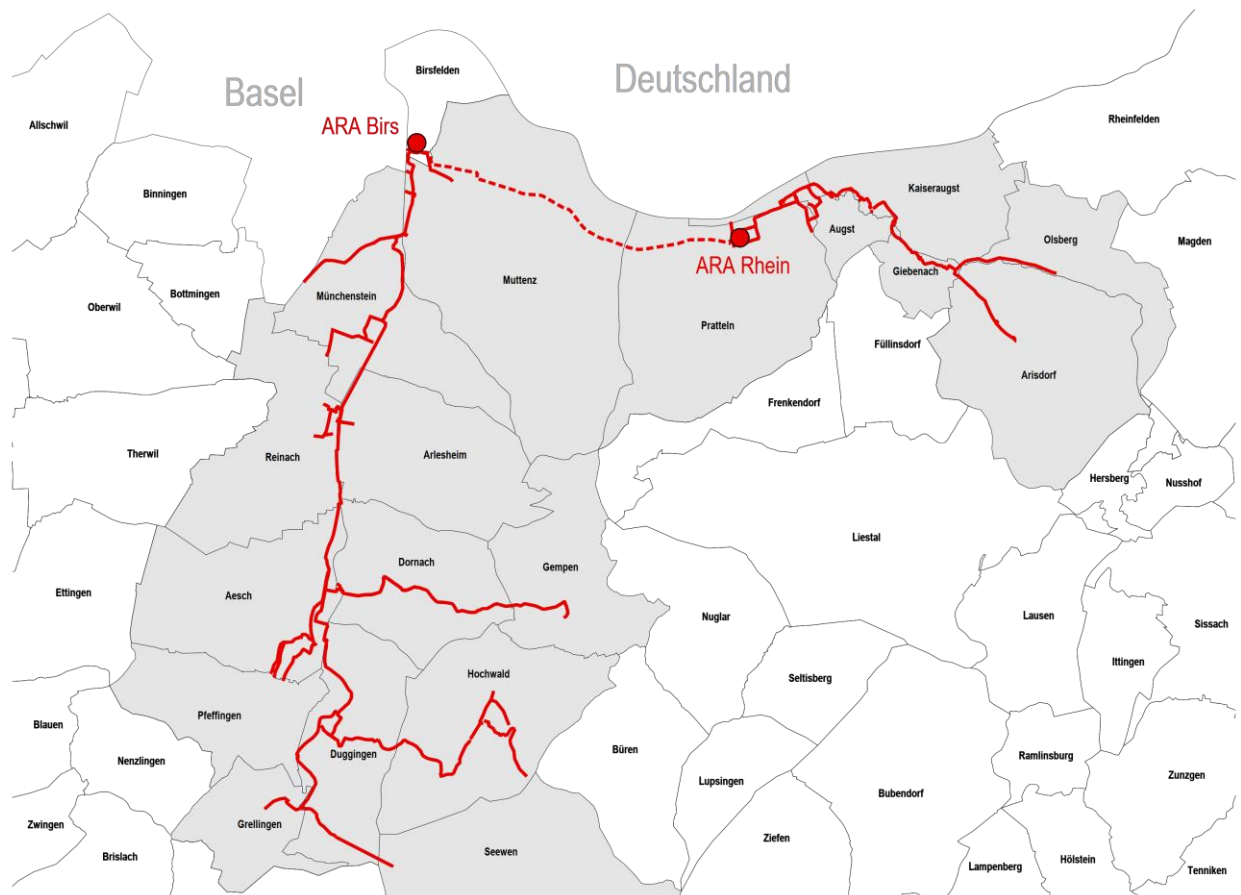 Birsfelden
Deutschland
Basel
Allschwil
ARA Birs
Rheinfelden
Binningen
Kaiseraugst
Augst
Olsberg
Magden
ARA Rhein
Giebenach
Muttenz
Münchenstein
Oberwil
Bottmingen
Pratteln
Füllinsdorf
Arisdorf
Frenkendorf
Therwil
Reinach
Arlesheim
Hersberg
Nusshof
Liestal
Dornach
Gempen
Ettingen
Aesch
Nuglar
Lausen
Sissach
Ittingen
Hochwald
Seltisberg
Pfeffingen
Blauen
Nenzlingen
Duggingen
Büren
Ramlinsburg
Zunzgen
Lupsingen
Bubendorf
Zwingen
Grellingen
Ziefen
Brislach
Seewen
Lampenberg
Hölstein
Tenniken